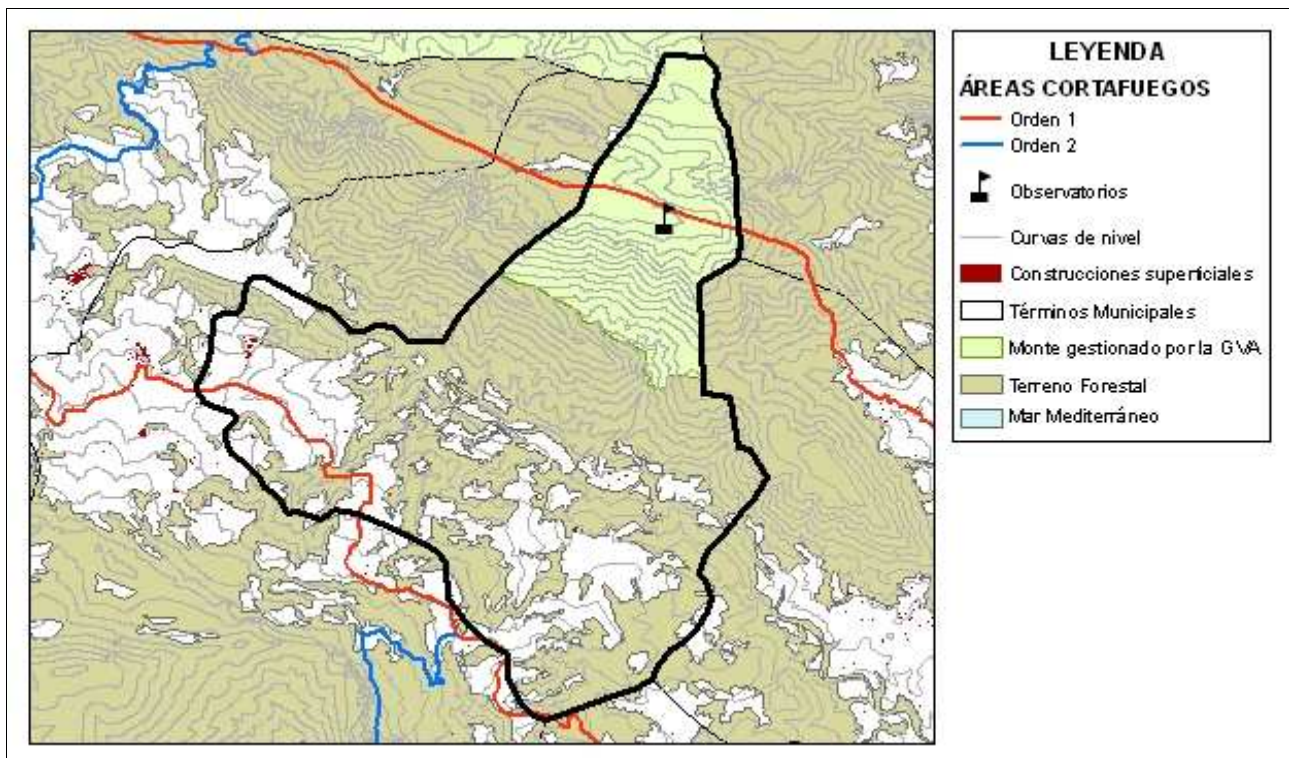 LEYENDA
ÁREAS CORTAFUEGOS
Orden 1
Orden 2
Observatorios
Curvas de nivel
Construcciones superficiales
Términos Municipales
Monte gestionado por la GVA
Terreno Forestal
Mar Mediterráneo